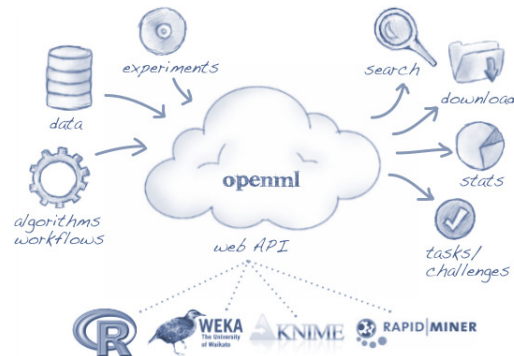 experiments
search
data
download
openml
stats
algorithms
workflows
web API
tasks/
challenges
R
WEKA
The University
of Waikato
KNIME
RAPID|MINER